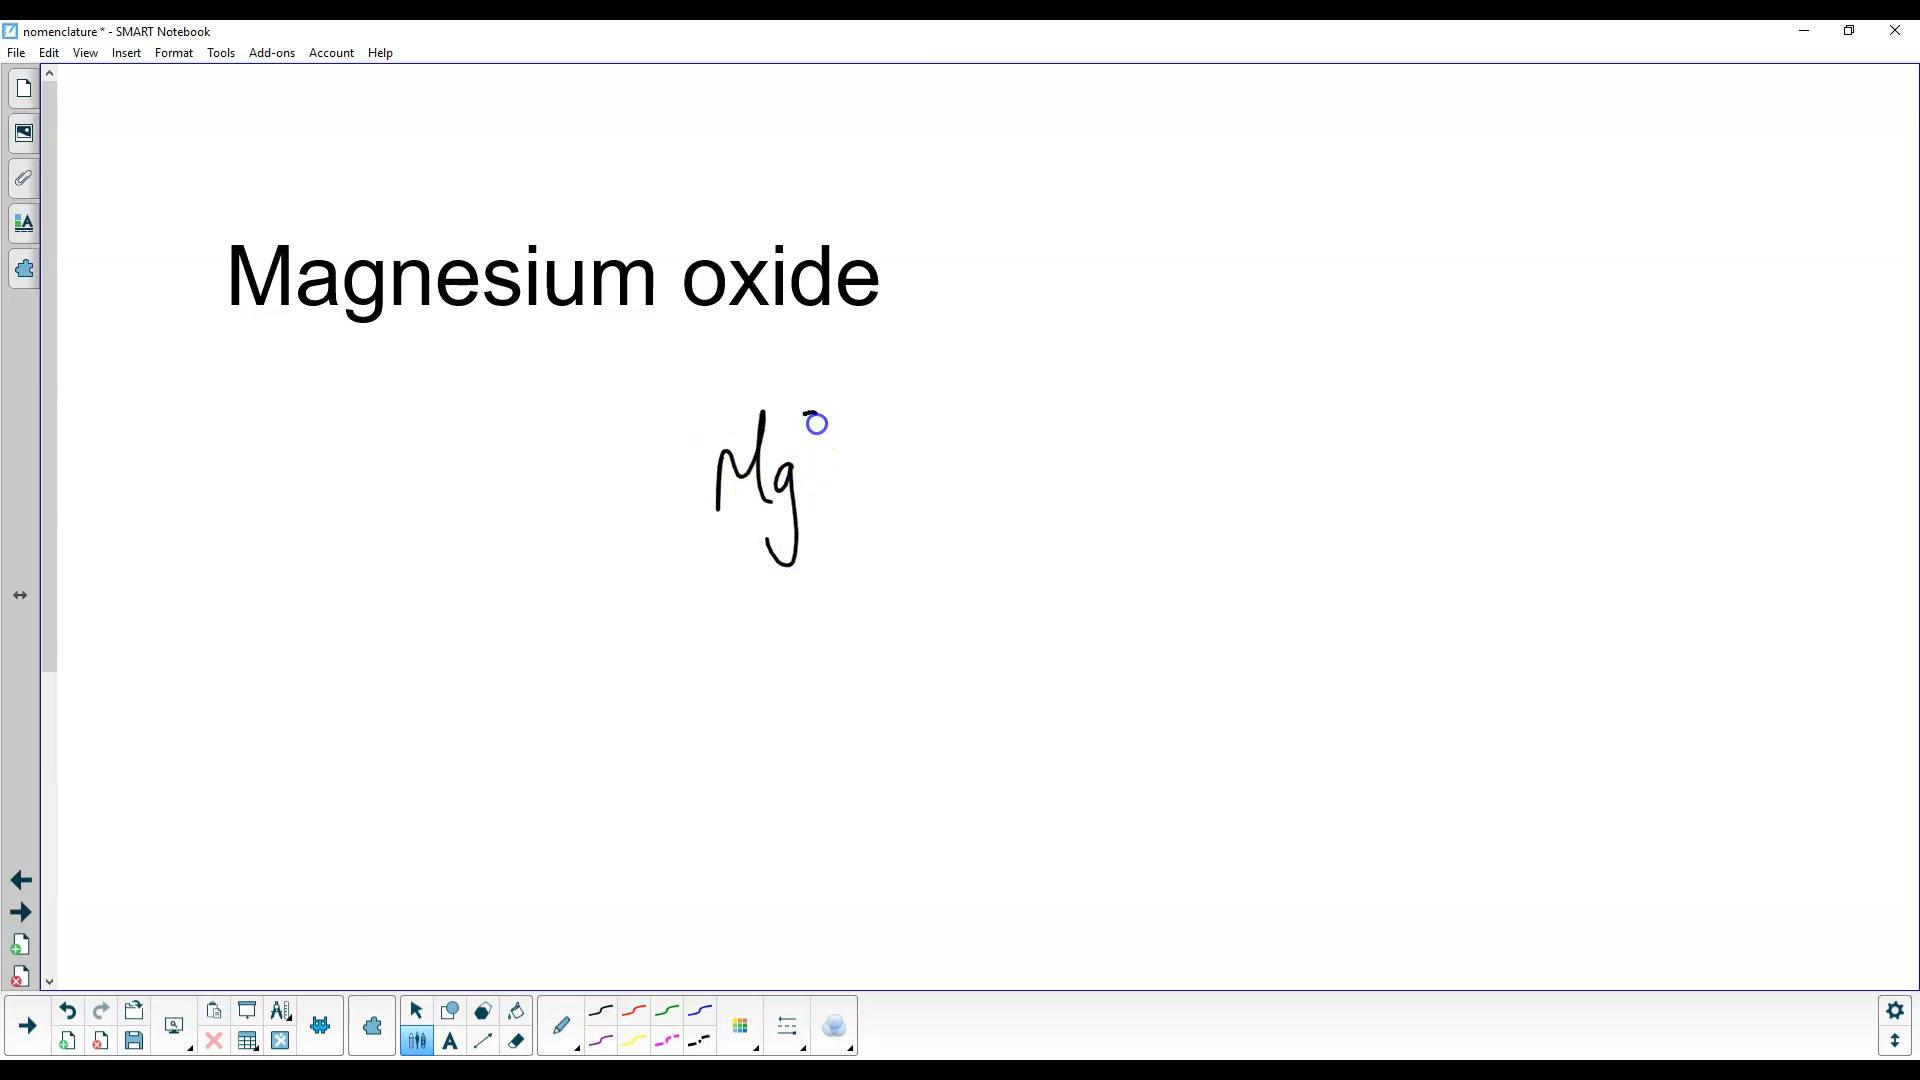 nomenclature * - SMART Notebook
File Edit View Insert Format Tools Add-ons Account Help
Magnesium oxide
Mg